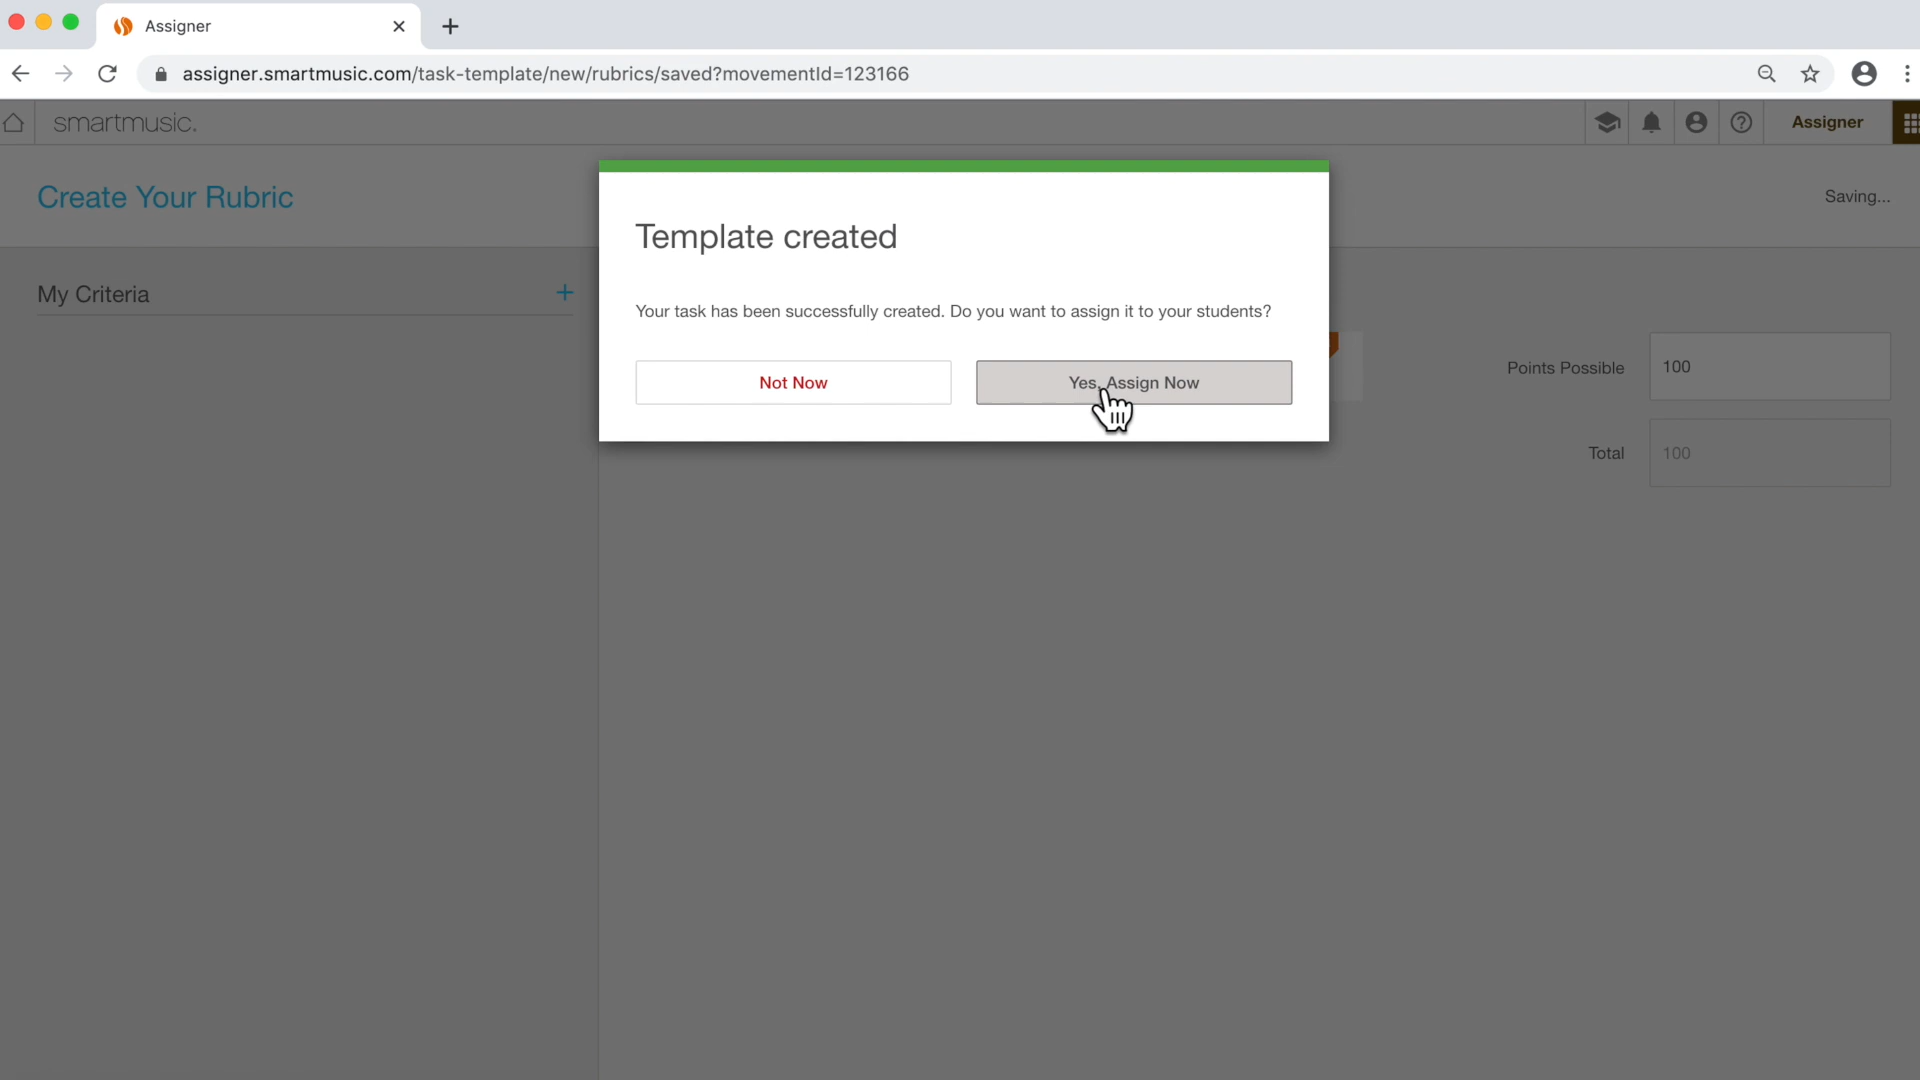 Assigner
assigner.smartmusic.com/task-template/new/rubrics/saved?movementId=123166
smartmusic.
Assigner
Create Your Rubric
Saving...
Template created
Your task has been successfully created. Do you want to assign it to your students?
Not Now
Yes, Assign Now
My Criteria
Points Possible
100
Total
100